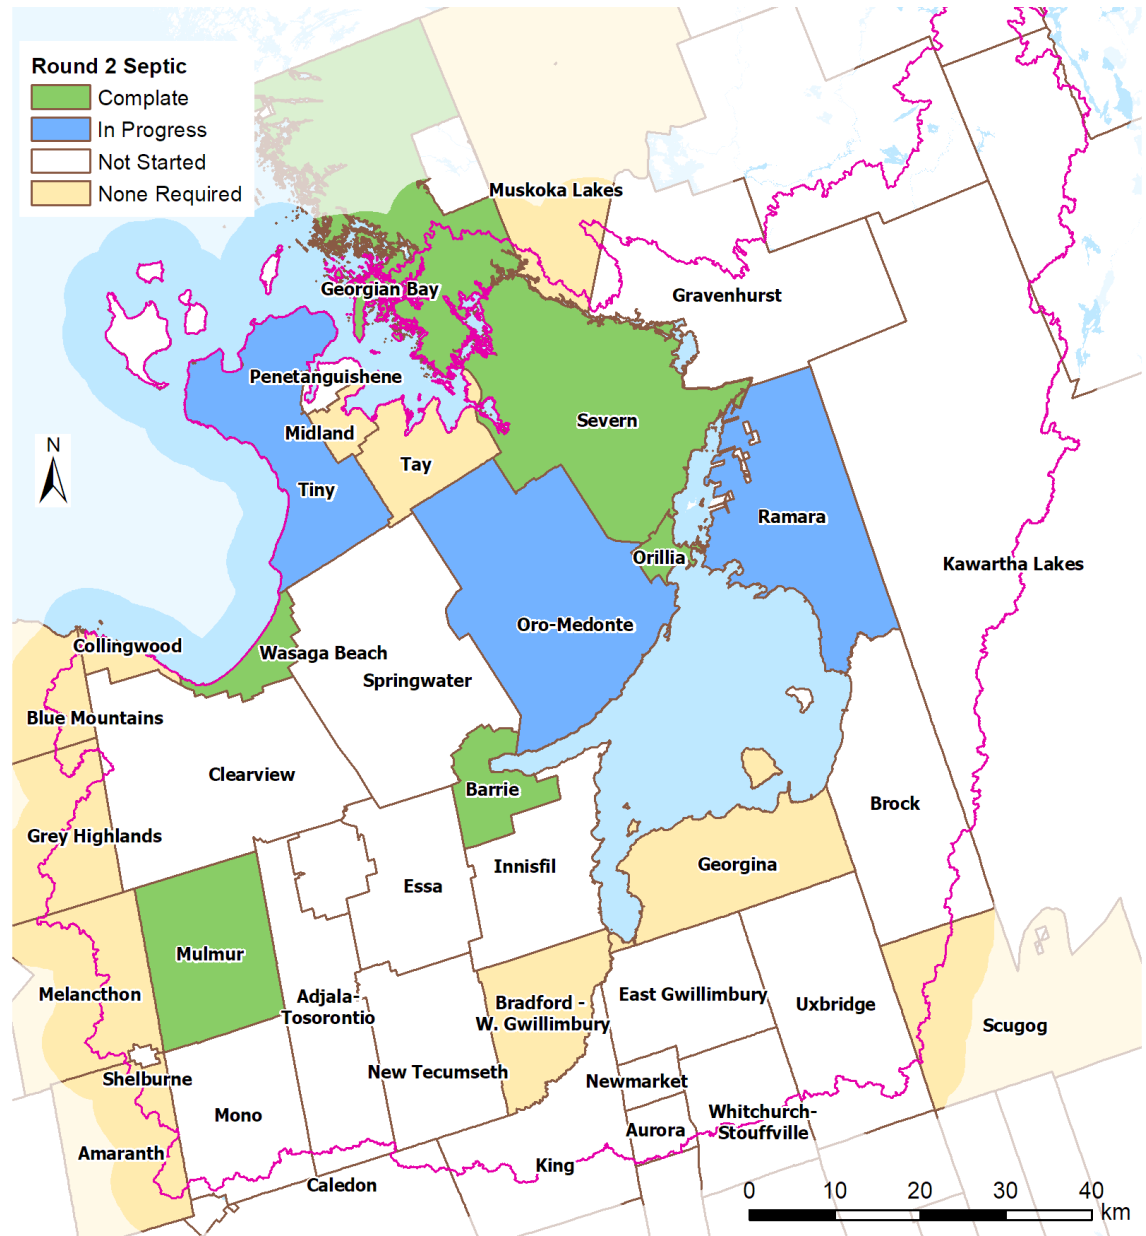 Round 2 Septic
Complate
In Progress
Not Started
None Required
Muskoka Lakes
Georgian Bay
Gravenhurst
Penetanguishene
Severn
Midland
Tay
N
Tiny
Ramara
Orillia
Kawartha Lakes
Oro-Medonte
Collingwood
Wasaga Beach
Springwater
Blue Mountains
Clearview
Barrie
Brock
Grey Highlands
Georgina
Innisfil
Essa
Mulmur
Melancthon
Adjala-
Tosorontio
Bradford -
W. Gwillimbury
East Gwillimbury
Uxbridge
Scugog
Shelburne
New Tecumseth
Newmarket
Mono
Whitchurch-
Stouffville
Aurora
Amaranth
King
Caledon
0 10 20 30 40
km